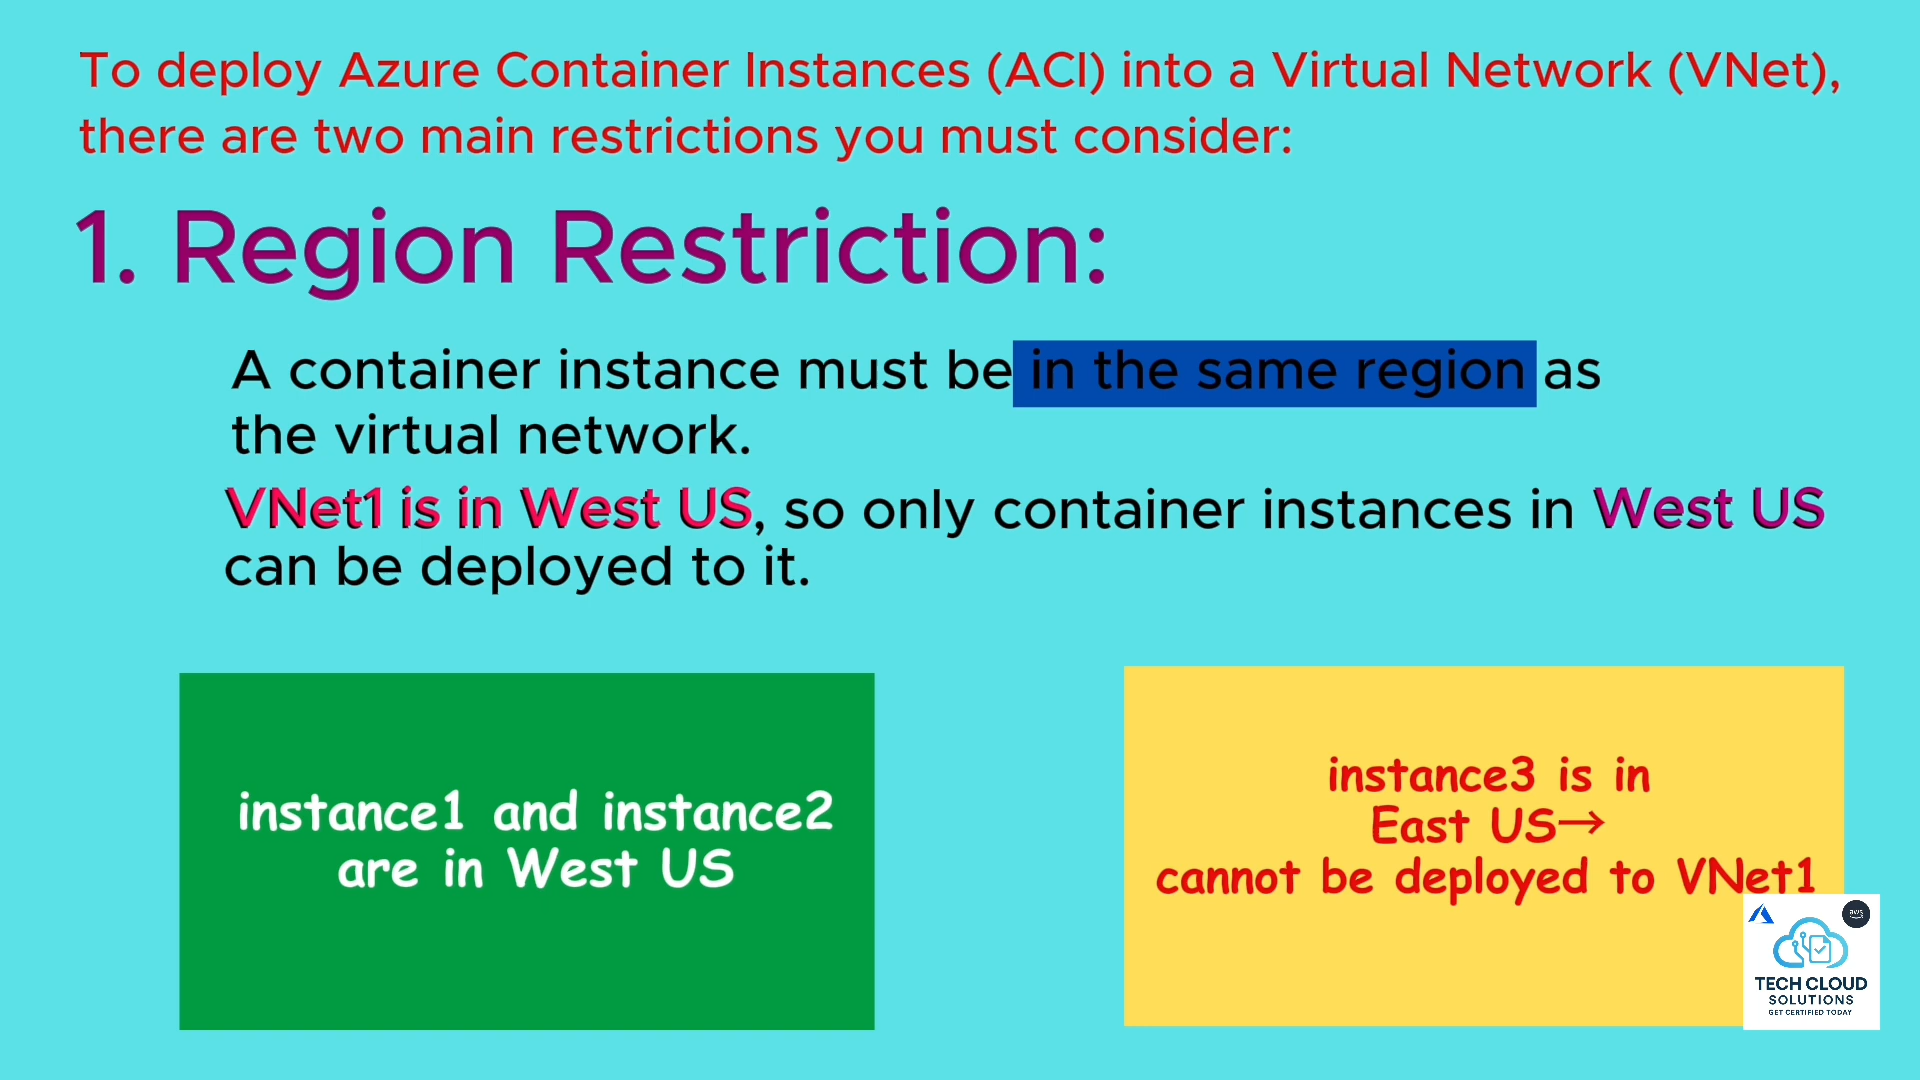 To deploy Azure Container Instances (ACI) into a Virtual Network (VNet),
there are two main restrictions you must consider:
1. Region Restriction:
A container instance must be in the same region as
the virtual network.
VNet1 is in West US, so only container instances in West US
can be deployed to it.
instance1 and instance2
are in West US
instance3 is in
East US→
cannot be deployed to VNet1
aws
TECH CLOUD
SOLUTIONS
GET CERTIFIED TODAY